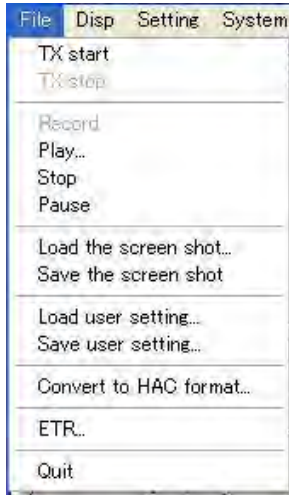 File Disp Setting System
TX start
TX stop
Record
Play...
Stop
Pause
Load the screen shot...
Save the screen shot
Load user setting...
Save user setting...
Convert to HAC format...
ETR...
Quit